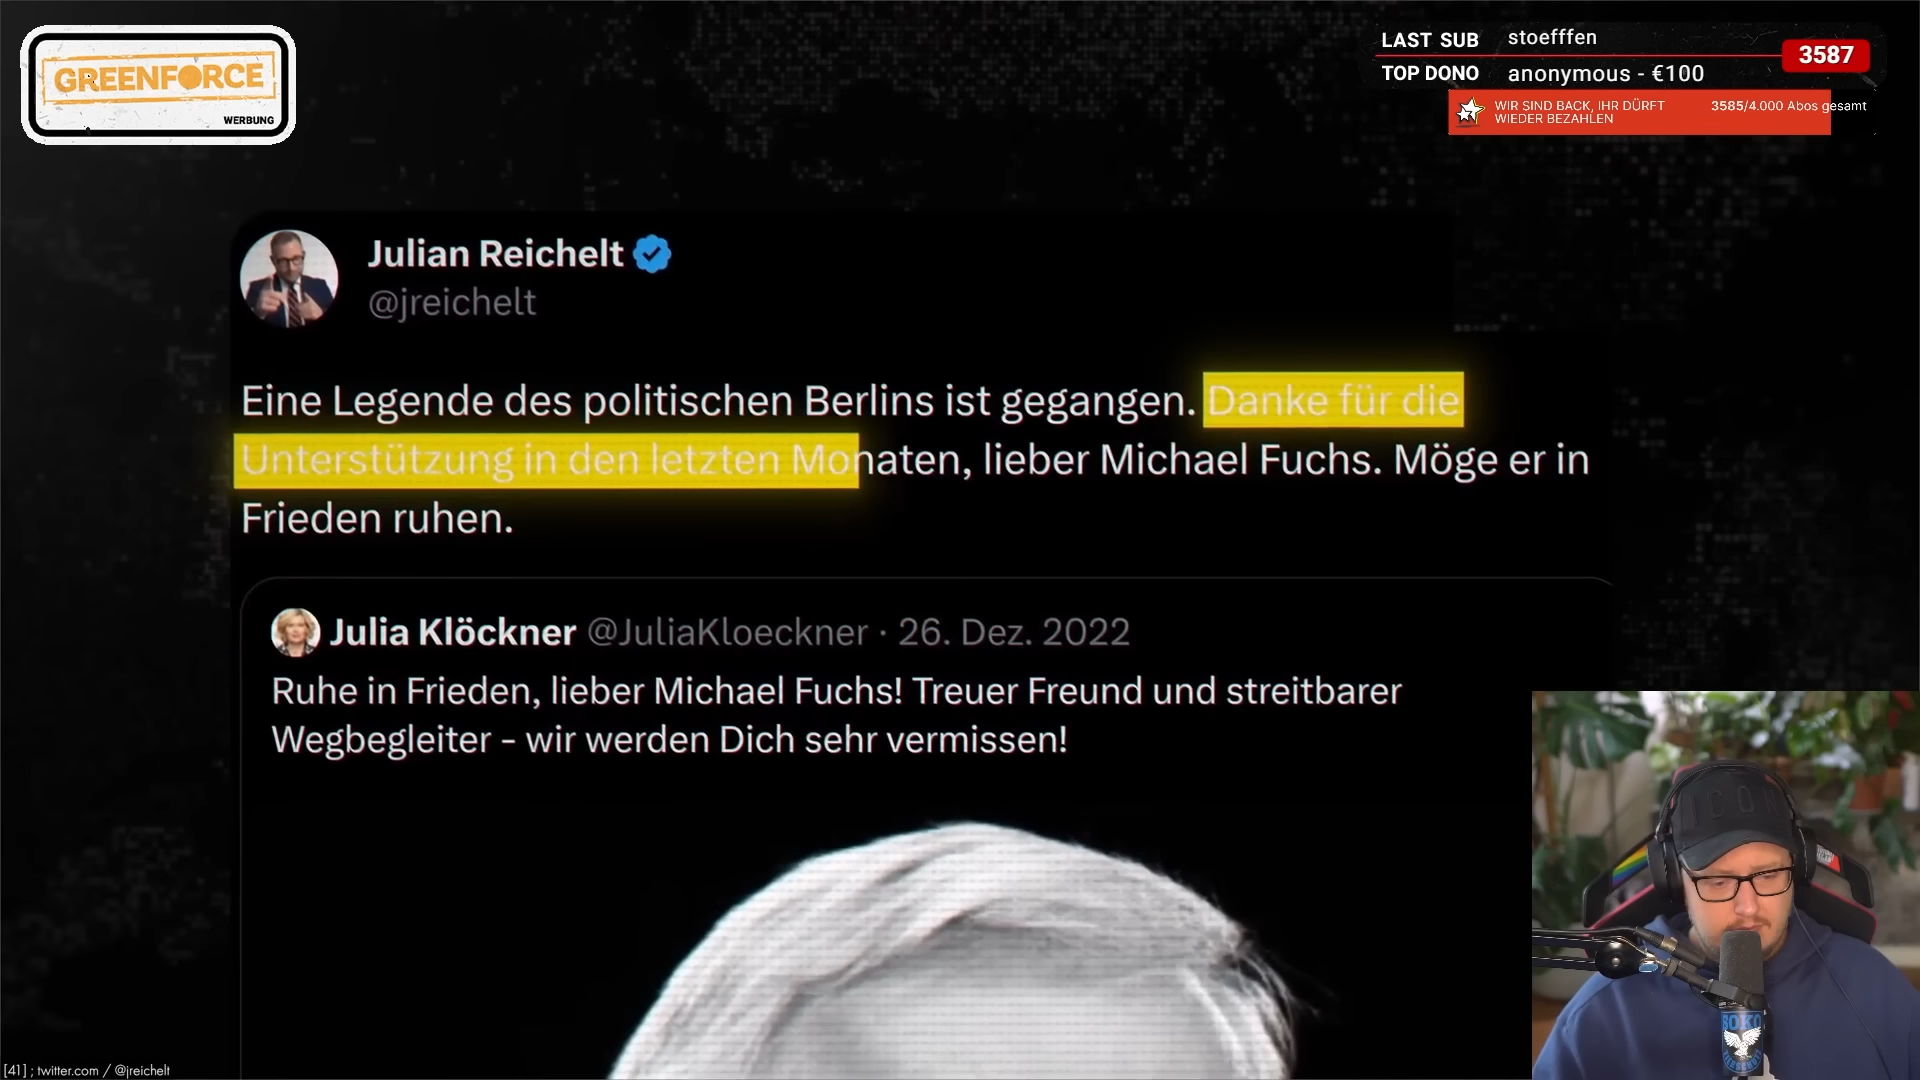 GREENFORCE
WERBUNG
LAST SUB stoefffen
TOP DONO anonymous - €100
3587
WIR SIND BACK, IHR DÜRFT
WIEDER BEZAHLEN
3585/4.000 Abos gesamt
Julian Reichelt
@jreichelt
Eine Legende des politischen Berlins ist gegangen. Danke für die
Unterstützung in den letzten Monaten, lieber Michael Fuchs. Möge er in
Frieden ruhen.
Julia Klöckner @JuliaKloeckner · 26. Dez. 2022
Ruhe in Frieden, lieber Michael Fuchs! Treuer Freund und streitbarer
Wegbegleiter - wir werden Dich sehr vermissen!
ICON
SOKO
[41] ; twitter.com / @jreichelt